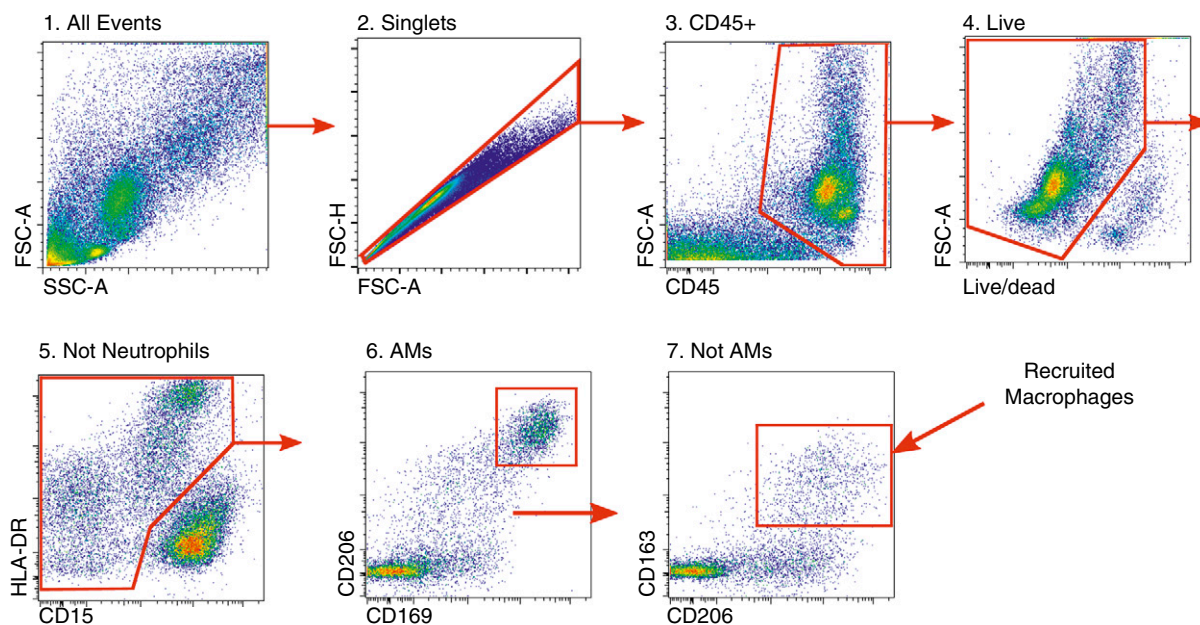 1. All Events
2. Singlets
3. CD45+
4. Live
FSC-A
SSC-A
FSC-H
FSC-A
FSC-A
CD45
FSC-A
Live/dead
5. Not Neutrophils
6. AMs
7. Not AMs
Recruited
Macrophages
HLA-DR
CD15
CD206
CD169
CD163
CD206